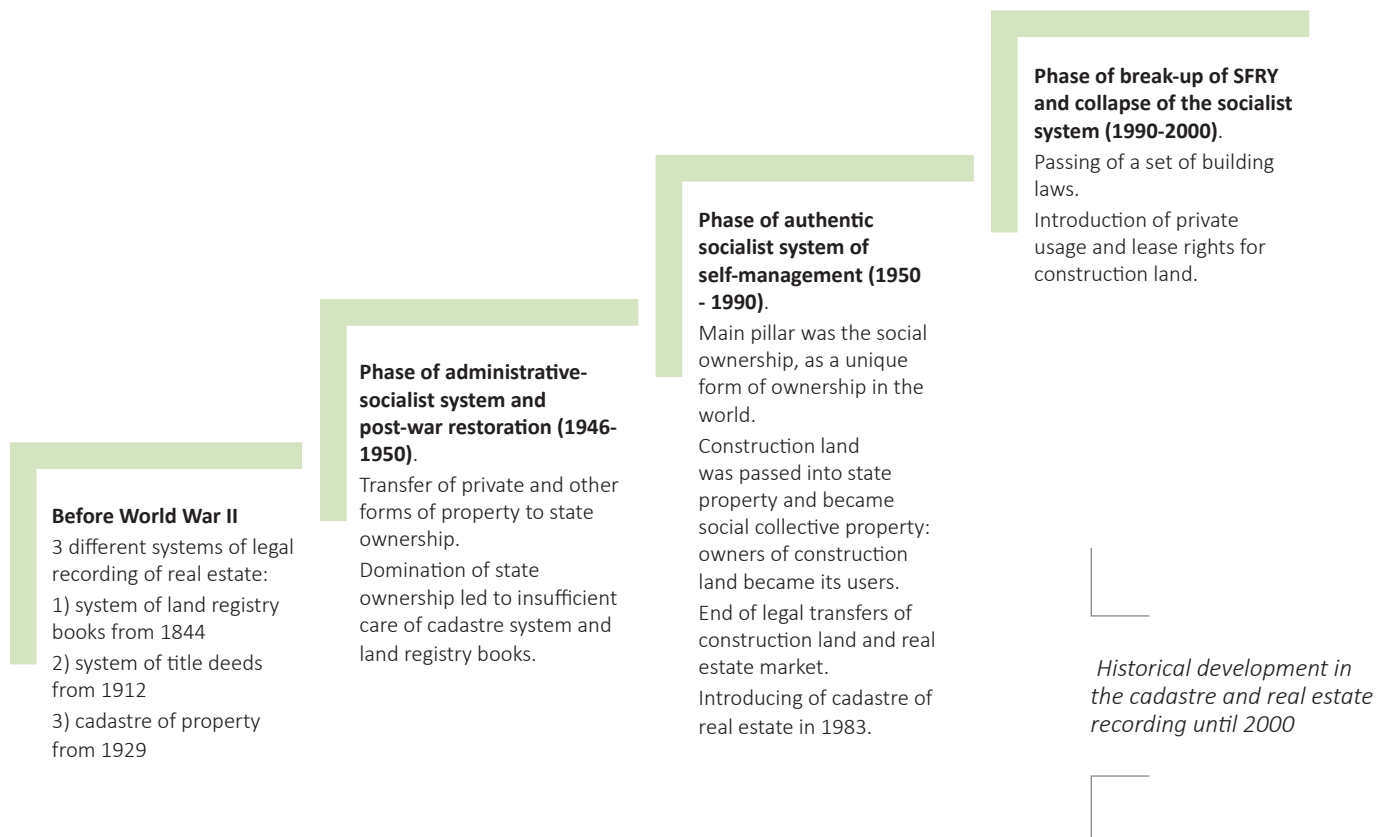 Before World War II
3 different systems of legal
recording of real estate:
1) system of land registry
books from 1844
2) system of title deeds
from 1912
3) cadastre of property
from 1929
Phase of administrative-
socialist system and
post-war restoration (1946-
1950).
Transfer of private and other
forms of property to state
ownership.
Domination of state
ownership led to insufficient
care of cadastre system and
land registry books.
Phase of authentic
socialist system of
self-management (1950
- 1990).
Main pillar was the social
ownership, as a unique
form of ownership in the
world.
Construction land
was passed into state
property and became
social collective property:
owners of construction
land became its users.
End of legal transfers of
construction land and real
estate market.
Introducing of cadastre of
real estate in 1983.
Phase of break-up of SFRY
and collapse of the socialist
system (1990-2000).
Passing of a set of building
laws.
Introduction of private
usage and lease rights for
construction land.
Historical development in
the cadastre and real estate
recording until 2000